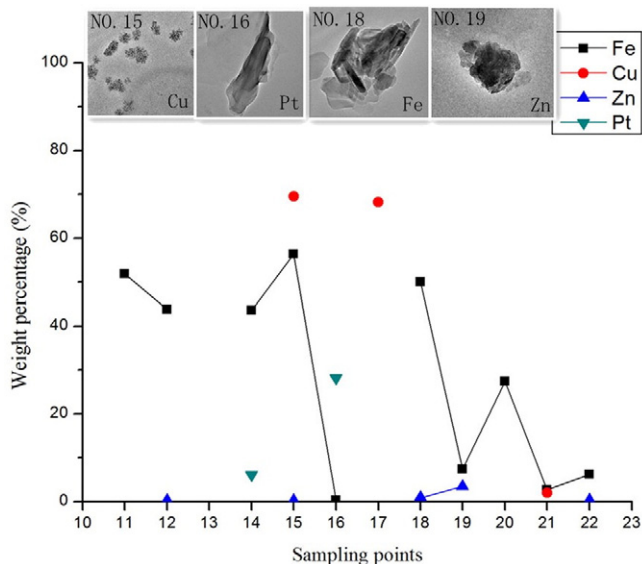 NO.15
Cu
NO.16
Pt
NO.18
Fe
NO.19
Zn
Fe
Cu
Zn
Pt
100
80
60
40
20
0
Weight percentage (%)
10 11 12 13 14 15 16 17 18 19 20 21 22 23
Sampling points